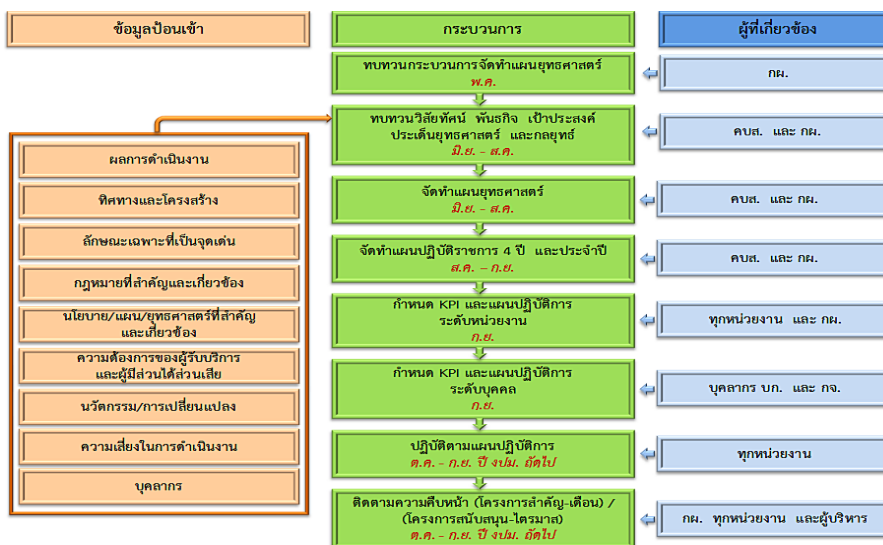 ข้อมูลป้อนเข้า
กระบวนการ
ผู้ที่เกี่ยวข้อง
ทบทวนกระบวนการจัดทำแผนยุทธศาสตร์
พ.ค.
กผ.
ทบทวนวิสัยทัศน์ พันธกิจ เป้าประสงค์
ประเด็นยุทธศาสตร์ และกลยุทธ์
มิ.ย. - ส.ค.
คบส. และ กผ.
จัดทำแผนยุทธศาสตร์
มิ.ย. - ส.ค.
คบส. และ กผ.
จัดทำแผนปฏิบัติราชการ 4 ปี และประจำปี
ส.ค. - ก.ย.
คบส. และ กผ.
กำหนด KPI และแผนปฏิบัติการ
ระดับหน่วยงาน
ก.ย.
ทุกหน่วยงาน และ กผ.
กำหนด KPI และแผนปฏิบัติการ
ระดับบุคคล
ก.ย.
บุคลากร บก. และ กจ.
ปฏิบัติตามแผนปฏิบัติการ
ต.ค. - ก.ย. ปี งปม. ถัดไป
ทุกหน่วยงาน
ติดตามความคืบหน้า (โครงการสำคัญ-เดือน) /
(โครงการสนับสนุน-ไตรมาส)
ต.ค. - ก.ย. ปี งปม. ถัดไป
กผ. ทุกหน่วยงาน และผู้บริหาร
ผลการดำเนินงาน
ทิศทางและโครงสร้าง
ลักษณะเฉพาะที่เป็นจุดเด่น
กฎหมายที่สำคัญและเกี่ยวข้อง
นโยบาย/แผน/ยุทธศาสตร์ที่สำคัญ
และเกี่ยวข้อง
ความต้องการของผู้รับบริการ
และผู้มีส่วนได้ส่วนเสีย
นวัตกรรม/การเปลี่ยนแปลง
ความเสี่ยงในการดำเนินงาน
บุคลากร